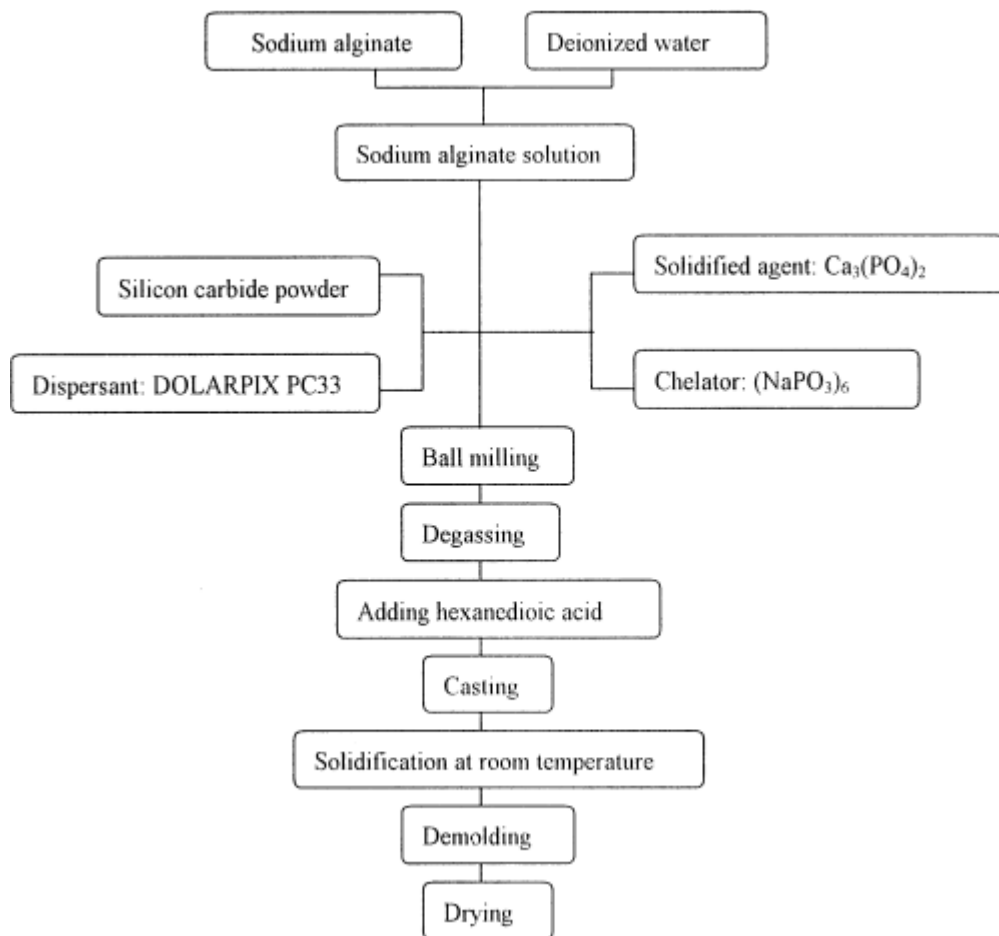 Sodium alginate
Deionized water
Sodium alginate solution
Silicon carbide powder
Solidified agent: Ca₃(PO₄)₂
Dispersant: DOLARPIX PC33
Chelator: (NaPO₃)₆
Ball milling
Degassing
Adding hexanedioic acid
Casting
Solidification at room temperature
Demolding
Drying